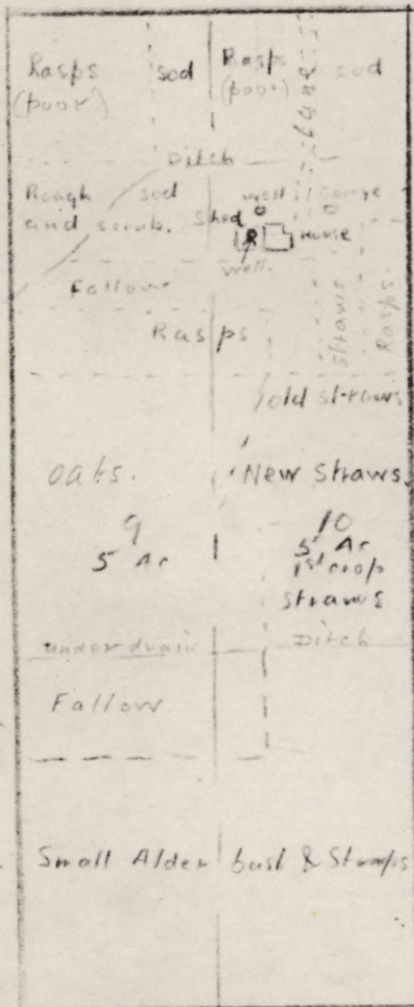 Rasps sod Rasps sod
(poor) (poor)
lane
Ditch
Rough sod well Garage
and scrub. Shed House
well.
Fallow
straws
Rasps
Rasps
old straws
oats. New Straws.
9 10
5 Ac 5 Ac
1st crop
straws
under drain Ditch
Fallow
Small Alder bush & Stumps